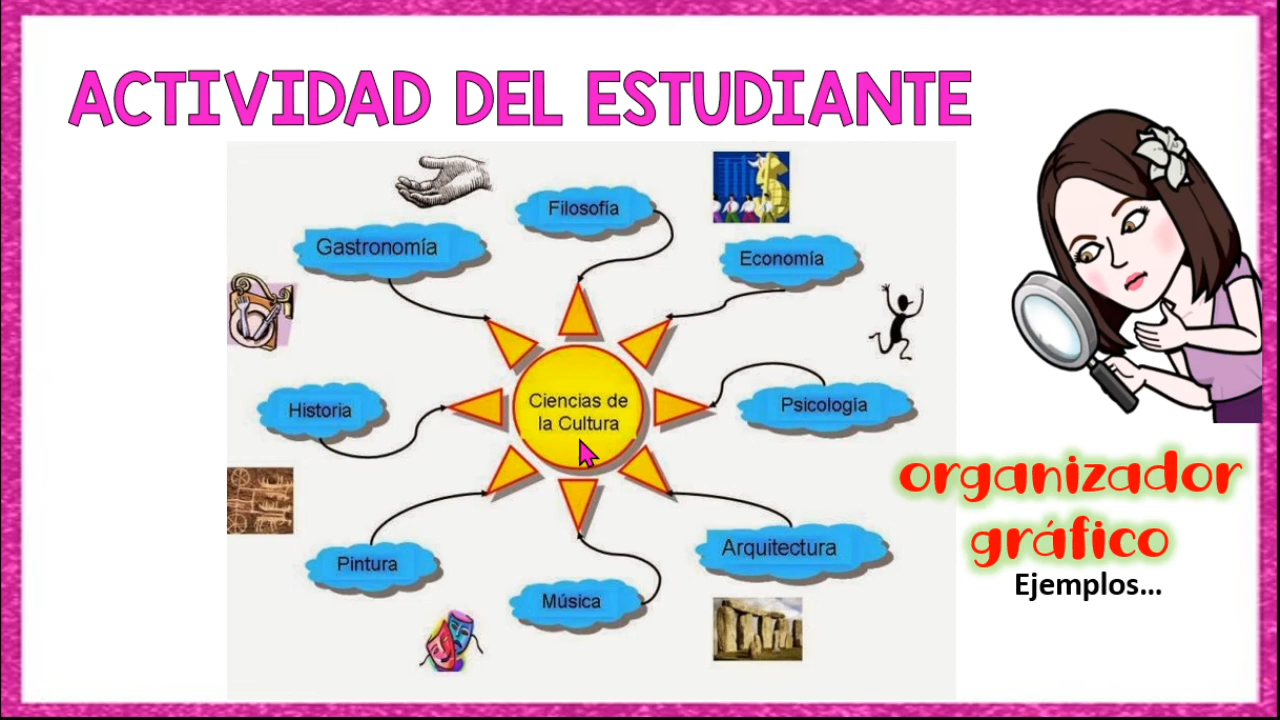 ACTIVIDAD DEL ESTUDIANTE
Filosofía
Gastronomía
Economía
Historia
Ciencias de
la Cultura
Psicología
Pintura
Música
Arquitectura
organizador
gráfico
Ejemplos...